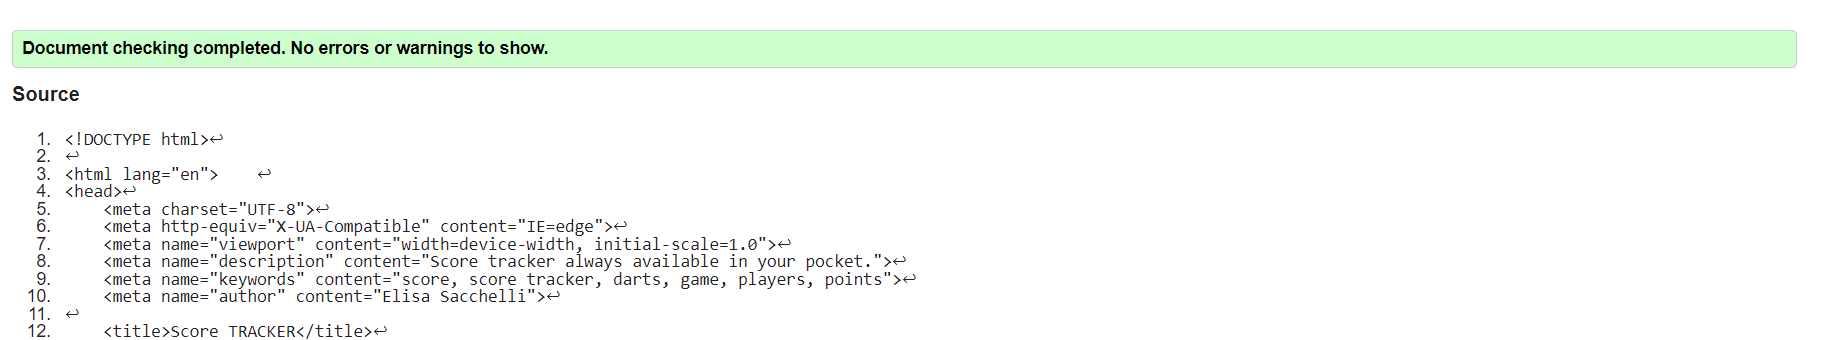 Document checking completed. No errors or warnings to show.
Source
1. <!DOCTYPE html>↩
2. ↩
3. <html lang="en">    ↩
4. <head>↩
5.     <meta charset="UTF-8">↩
6.     <meta http-equiv="X-UA-Compatible" content="IE=edge">↩
7.     <meta name="viewport" content="width=device-width, initial-scale=1.0">↩
8.     <meta name="description" content="Score tracker always available in your pocket.">↩
9.     <meta name="keywords" content="score, score tracker, darts, game, players, points">↩
10.     <meta name="author" content="Elisa Sacchelli">↩
11. ↩
12.     <title>Score TRACKER</title>↩